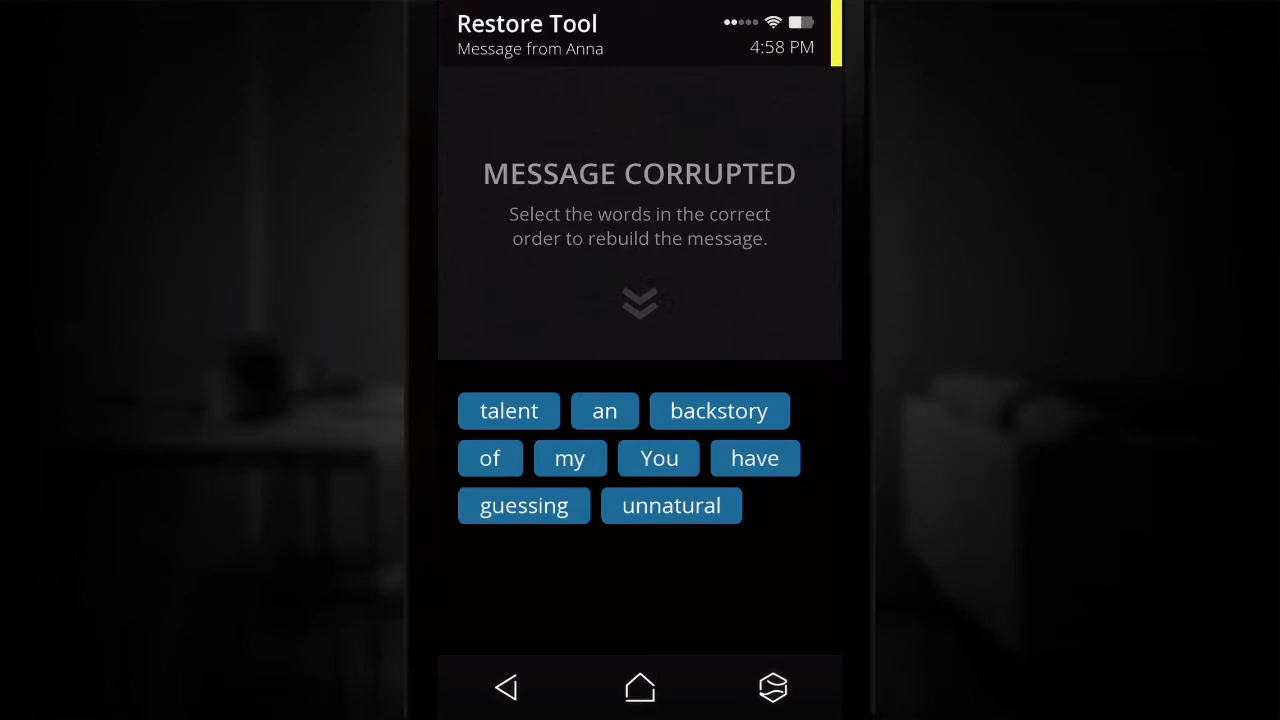 Restore Tool
Message from Anna
4:58 PM
MESSAGE CORRUPTED
Select the words in the correct
order to rebuild the message.
talent an backstory
of my You have
guessing unnatural